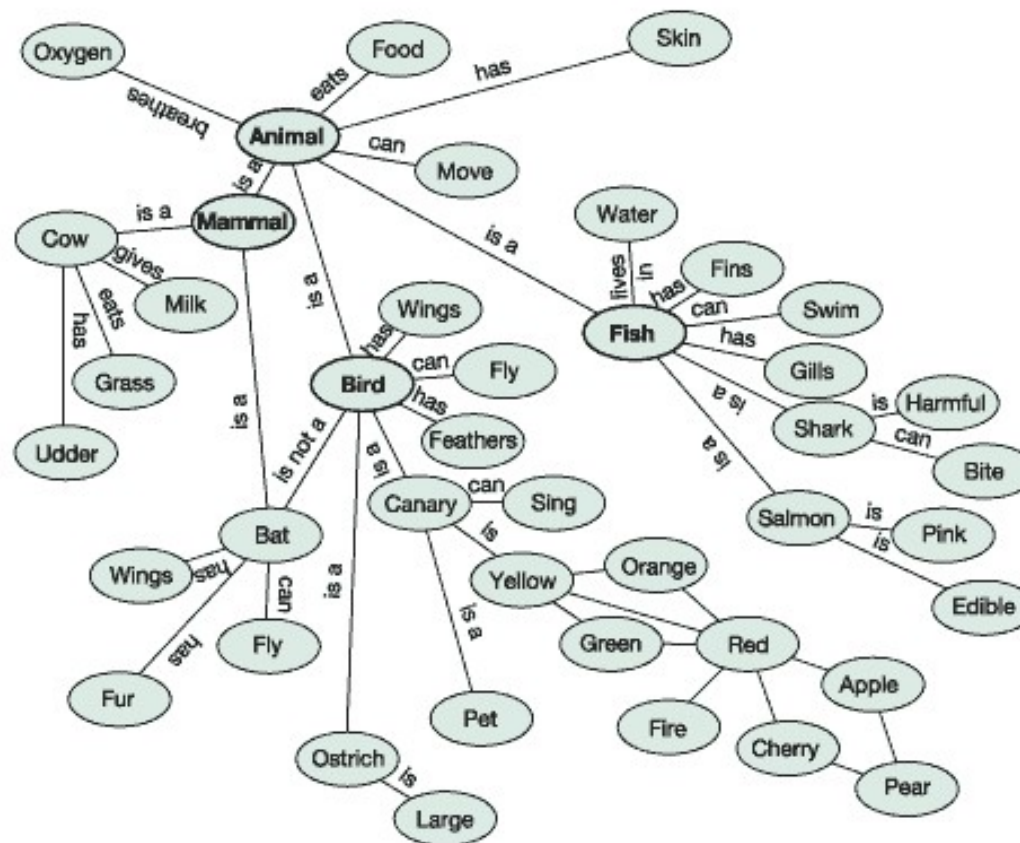 Oxygen
Food
Skin
breathes
eats
has
Animal
can
Move
is a
Mammal
is a
Cow
gives
Milk
eats
has
Grass
Udder
is a
is a
is a
Water
lives
in
Fish
has
Fins
can
Swim
has
Gills
is a
Shark
is
Harmful
can
Bite
is a
Salmon
is
Pink
is
Edible
Bird
has
Wings
can
Fly
has
Feathers
is not a
is a
Canary
can
Sing
is
Yellow
is a
Pet
Bat
has
Wings
has
Fur
can
Fly
is a
Ostrich
is
Large
Orange
Green
Red
Fire
Cherry
Apple
Pear